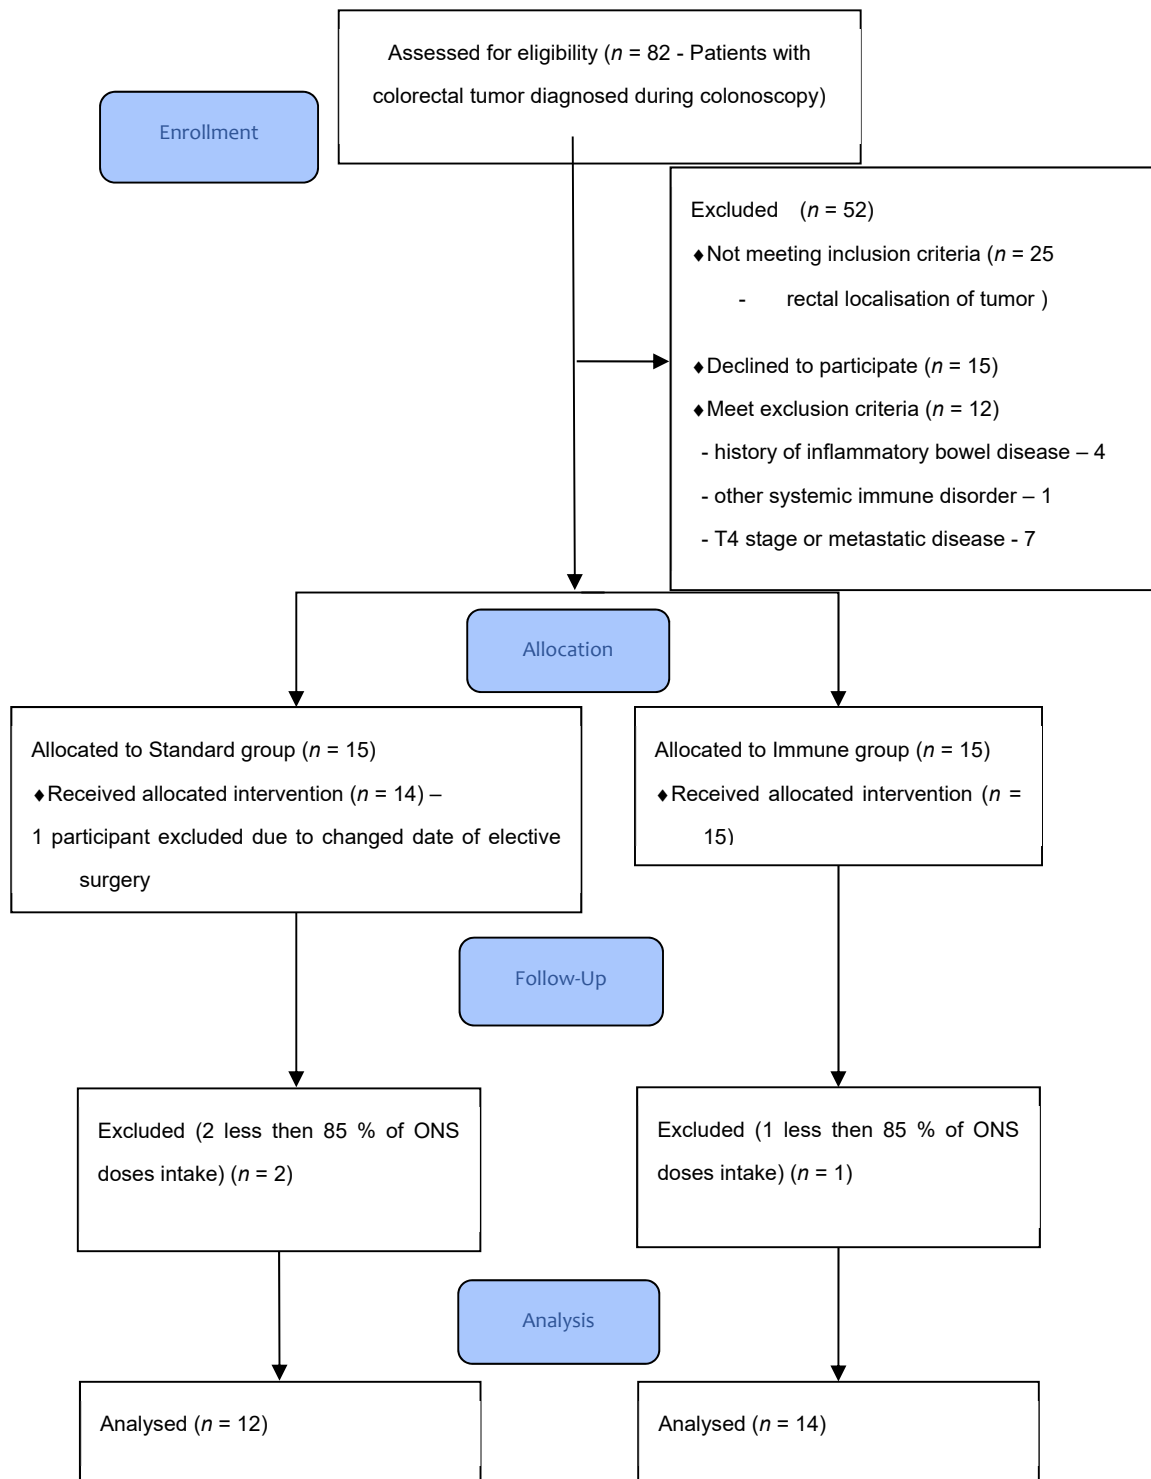 Assessed for eligibility (n = 82 - Patients with
colorectal tumor diagnosed during colonoscopy)
Enrollment
Excluded (n = 52)
♦Not meeting inclusion criteria (n = 25
- rectal localisation of tumor )
♦Declined to participate (n = 15)
♦Meet exclusion criteria (n = 12)
- history of inflammatory bowel disease – 4
- other systemic immune disorder – 1
- T4 stage or metastatic disease - 7
Allocation
Allocated to Standard group (n = 15)
♦Received allocated intervention (n = 14) –
1 participant excluded due to changed date of elective
surgery
Allocated to Immune group (n = 15)
♦Received allocated intervention (n =
15)
Follow-Up
Excluded (2 less then 85 % of ONS
doses intake) (n = 2)
Excluded (1 less then 85 % of ONS
doses intake) (n = 1)
Analysis
Analysed (n = 12)
Analysed (n = 14)